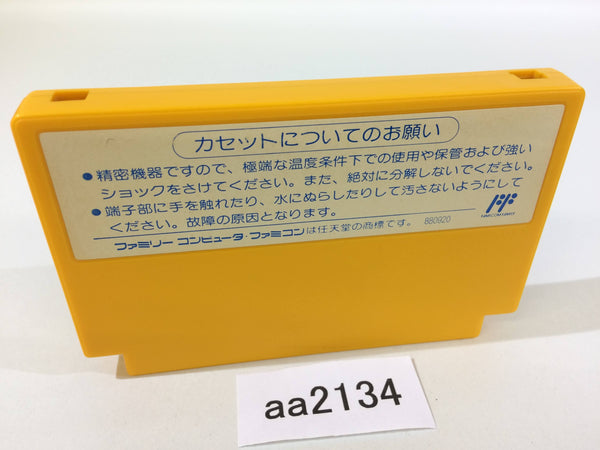 カセットについてのお願い
●精密機器ですので、極端な温度条件下での使用や保管および強い
ショックをさけてください。また、絶対に分解しないでください。
●端子部に手を触れたり、水にぬらしたりして汚さないようにして
ください。故障の原因となります。
ファミリーコンピュータ・ファミコンは任天堂の商標です。 880920
aa2134